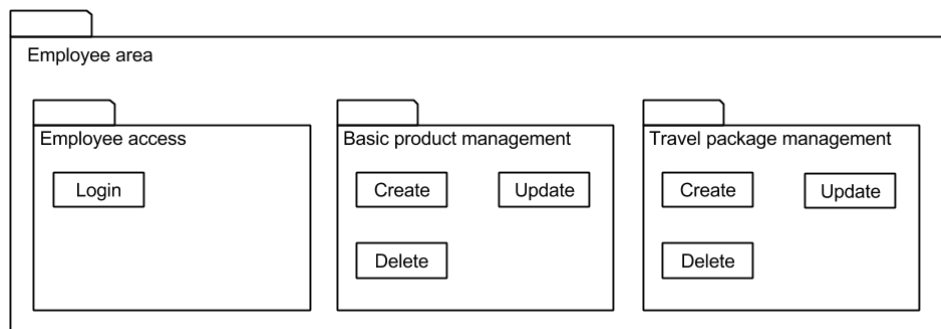 Employee area
Employee access
Login
Basic product management
Create
Update
Delete
Travel package management
Create
Update
Delete